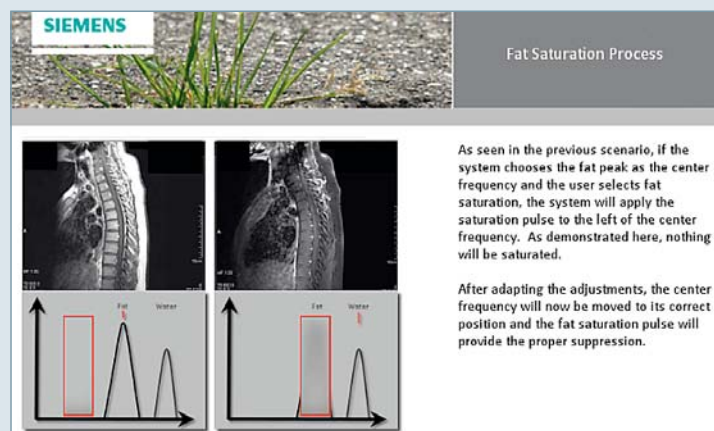 SIEMENS
Fat Saturation Process
As seen in the previous scenario, if the
system chooses the fat peak as the center
frequency and the user selects fat
saturation, the system will apply the
saturation pulse to the left of the center
frequency. As demonstrated here, nothing
will be saturated.
After adapting the adjustments, the center
frequency will now be moved to its correct
position and the fat saturation pulse will
provide the proper suppression.
Fat Water
Fat Water